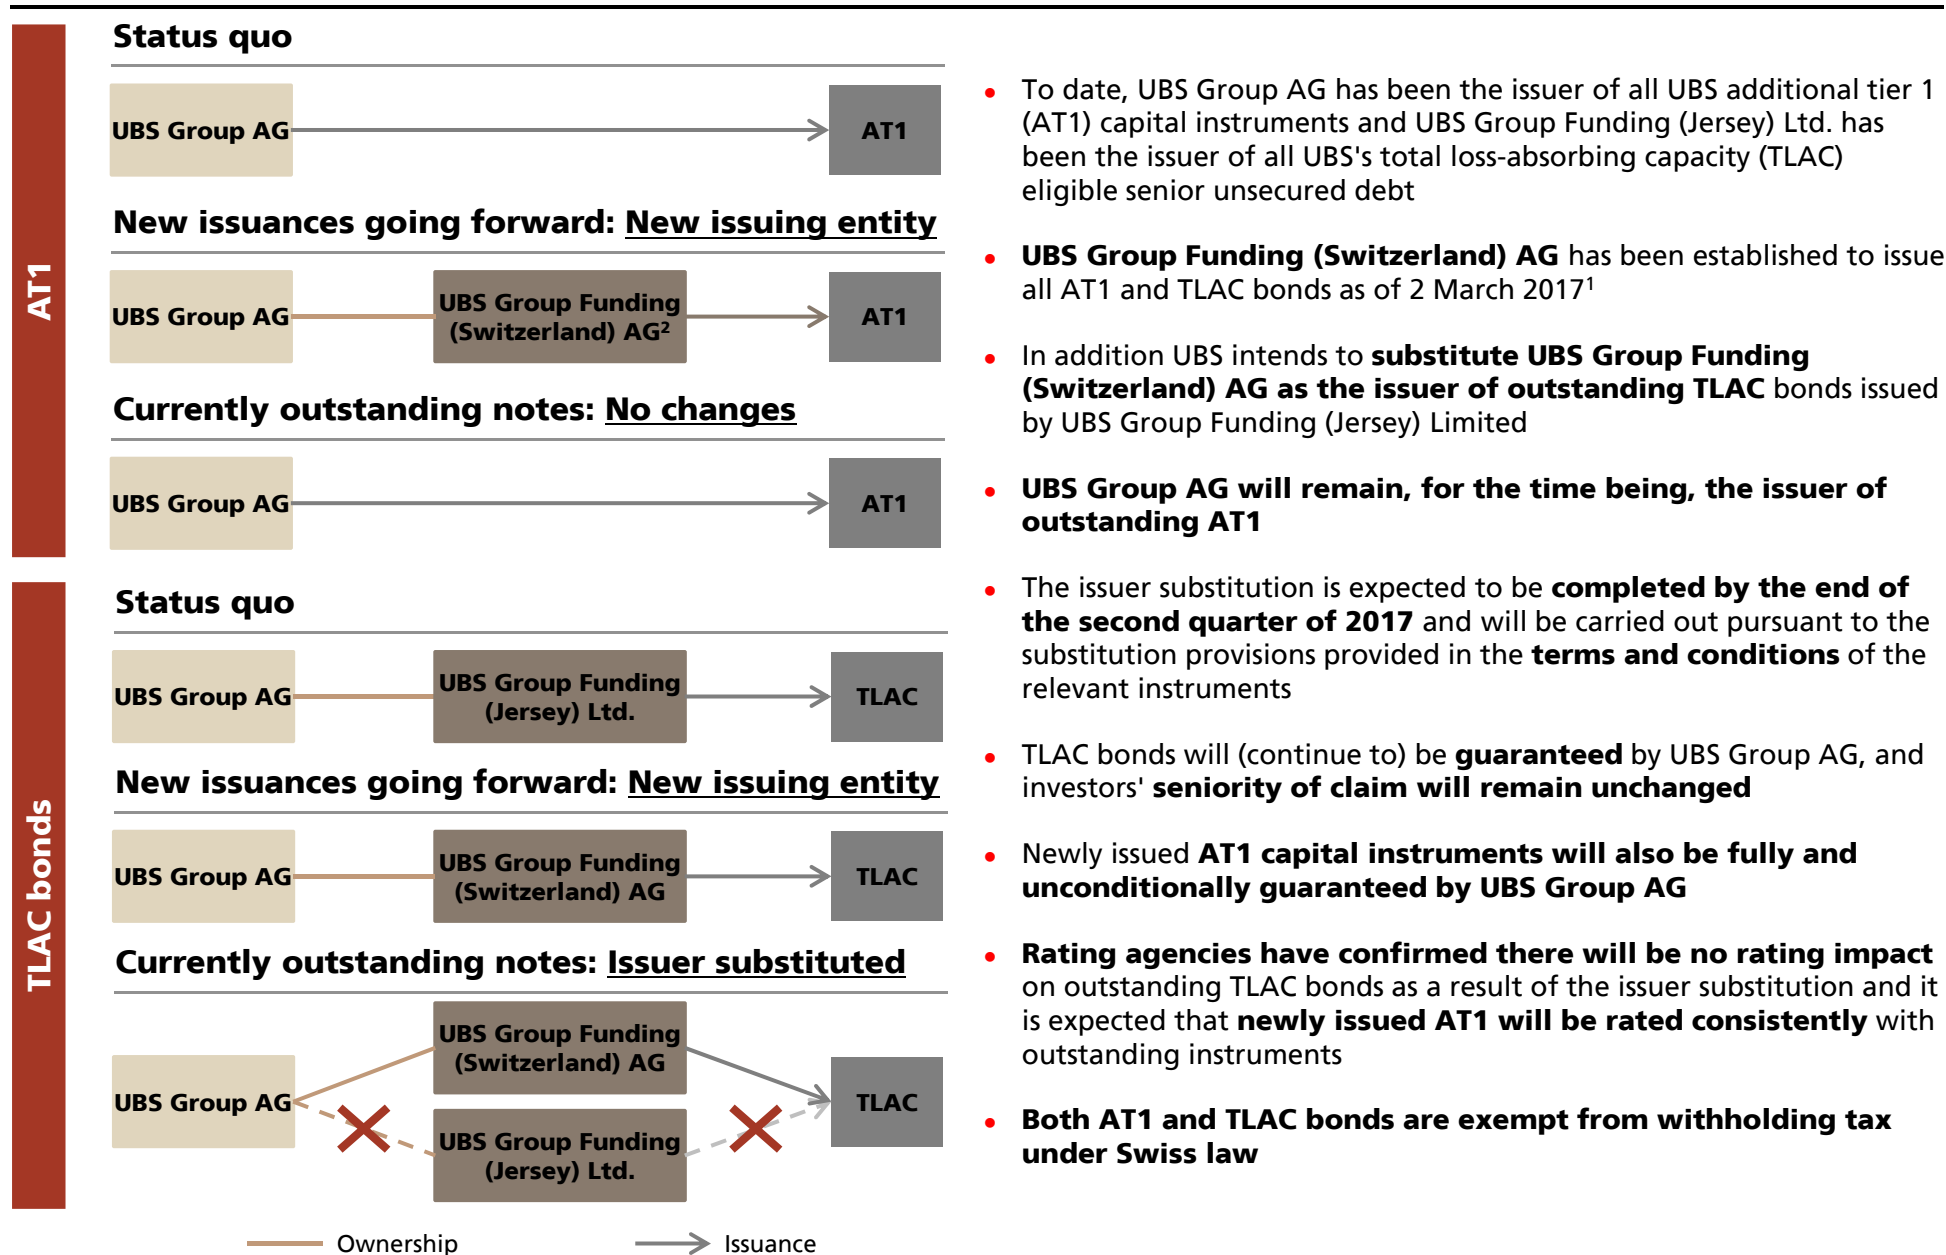 AT1
Status quo
UBS Group AG
AT1
New issuances going forward: New issuing entity
UBS Group AG
UBS Group Funding
(Switzerland) AG²
AT1
Currently outstanding notes: No changes
UBS Group AG
AT1
TLAC bonds
Status quo
UBS Group AG
UBS Group Funding
(Jersey) Ltd.
TLAC
New issuances going forward: New issuing entity
UBS Group AG
UBS Group Funding
(Switzerland) AG
TLAC
Currently outstanding notes: Issuer substituted
UBS Group Funding
(Switzerland) AG
UBS Group AG
TLAC
UBS Group Funding
(Jersey) Ltd.
Ownership
Issuance
• To date, UBS Group AG has been the issuer of all UBS additional tier 1
(AT1) capital instruments and UBS Group Funding (Jersey) Ltd. has
been the issuer of all UBS's total loss-absorbing capacity (TLAC)
eligible senior unsecured debt
• UBS Group Funding (Switzerland) AG has been established to issue
all AT1 and TLAC bonds as of 2 March 2017¹
• In addition UBS intends to substitute UBS Group Funding
(Switzerland) AG as the issuer of outstanding TLAC bonds issued
by UBS Group Funding (Jersey) Limited
• UBS Group AG will remain, for the time being, the issuer of
outstanding AT1
• The issuer substitution is expected to be completed by the end of
the second quarter of 2017 and will be carried out pursuant to the
substitution provisions provided in the terms and conditions of the
relevant instruments
• TLAC bonds will (continue to) be guaranteed by UBS Group AG, and
investors' seniority of claim will remain unchanged
• Newly issued AT1 capital instruments will also be fully and
unconditionally guaranteed by UBS Group AG
• Rating agencies have confirmed there will be no rating impact
on outstanding TLAC bonds as a result of the issuer substitution and it
is expected that newly issued AT1 will be rated consistently with
outstanding instruments
• Both AT1 and TLAC bonds are exempt from withholding tax
under Swiss law